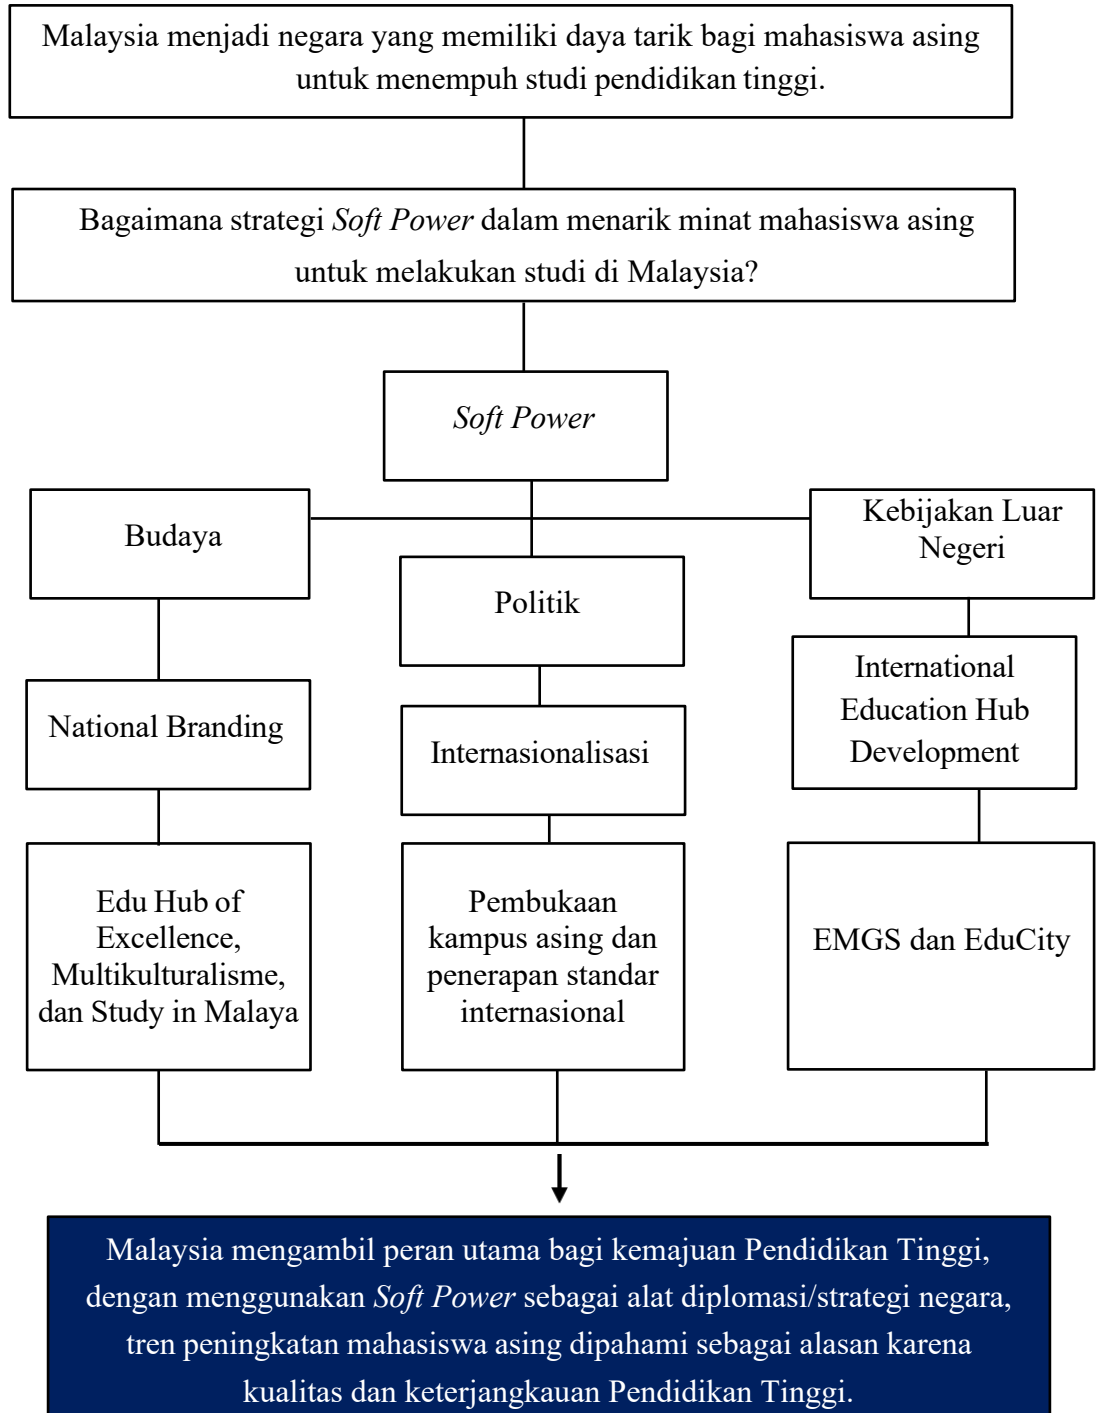 Malaysia menjadi negara yang memiliki daya tarik bagi mahasiswa asing
untuk menempuh studi pendidikan tinggi.
Bagaimana strategi Soft Power dalam menarik minat mahasiswa asing
untuk melakukan studi di Malaysia?
Soft Power
Budaya
Politik
Kebijakan Luar
Negeri
National Branding
Internasionalisasi
International
Education Hub
Development
Edu Hub of
Excellence,
Multikulturalisme,
dan Study in Malaya
Pembukaan
kampus asing dan
penerapan standar
internasional
EMGS dan EduCity
Malaysia mengambil peran utama bagi kemajuan Pendidikan Tinggi,
dengan menggunakan Soft Power sebagai alat diplomasi/strategi negara,
tren peningkatan mahasiswa asing dipahami sebagai alasan karena
kualitas dan keterjangkauan Pendidikan Tinggi.